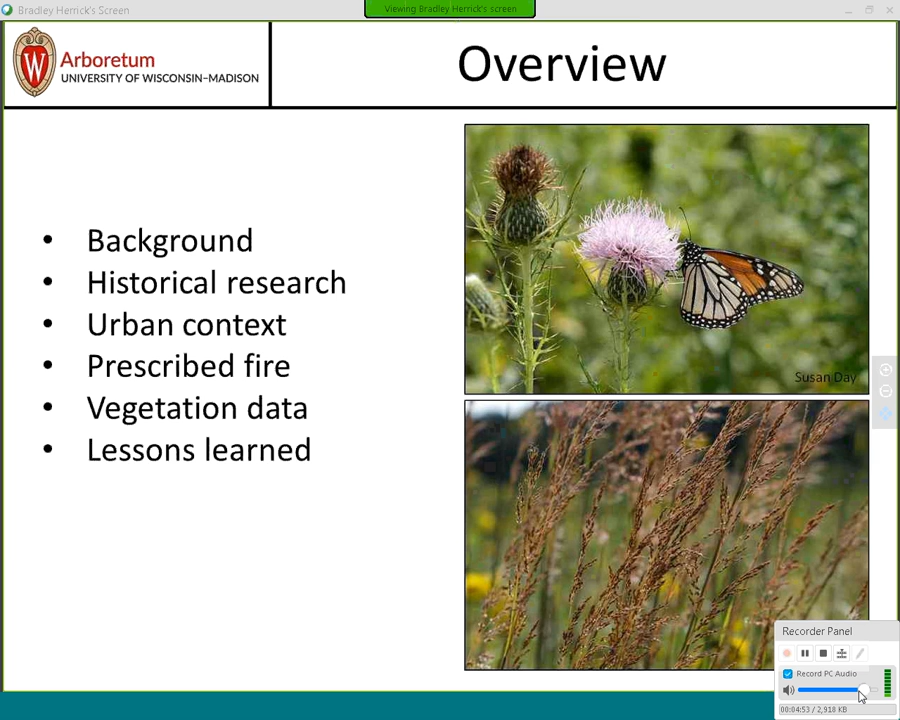 Bradley Herrick's Screen
Viewing Bradley Herrick's screen
W
Arboretum
UNIVERSITY OF WISCONSIN–MADISON
Overview
• Background
• Historical research
• Urban context
• Prescribed fire
• Vegetation data
• Lessons learned
Susan Day
Recorder Panel
Record PC Audio
00:04:53 / 2,918 KB